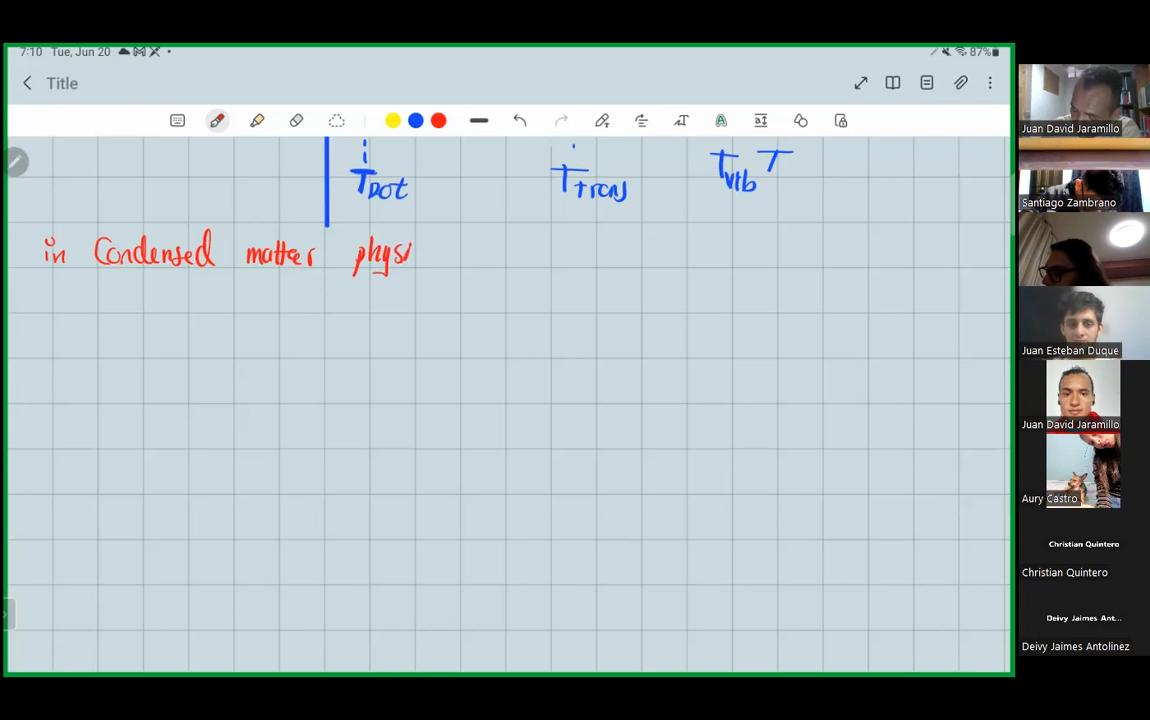 7:10 Tue, Jun 20
87%
Title
T_Rot T_trans T_vib T
in Condensed matter physi
Juan David Jaramillo
Santiago Zambrano
Juan Esteban Duque
Juan David Jaramillo
Aury Castro
Christian Quintero
Christian Quintero
Deivy Jaimes Ant...
Deivy Jaimes Antolinez